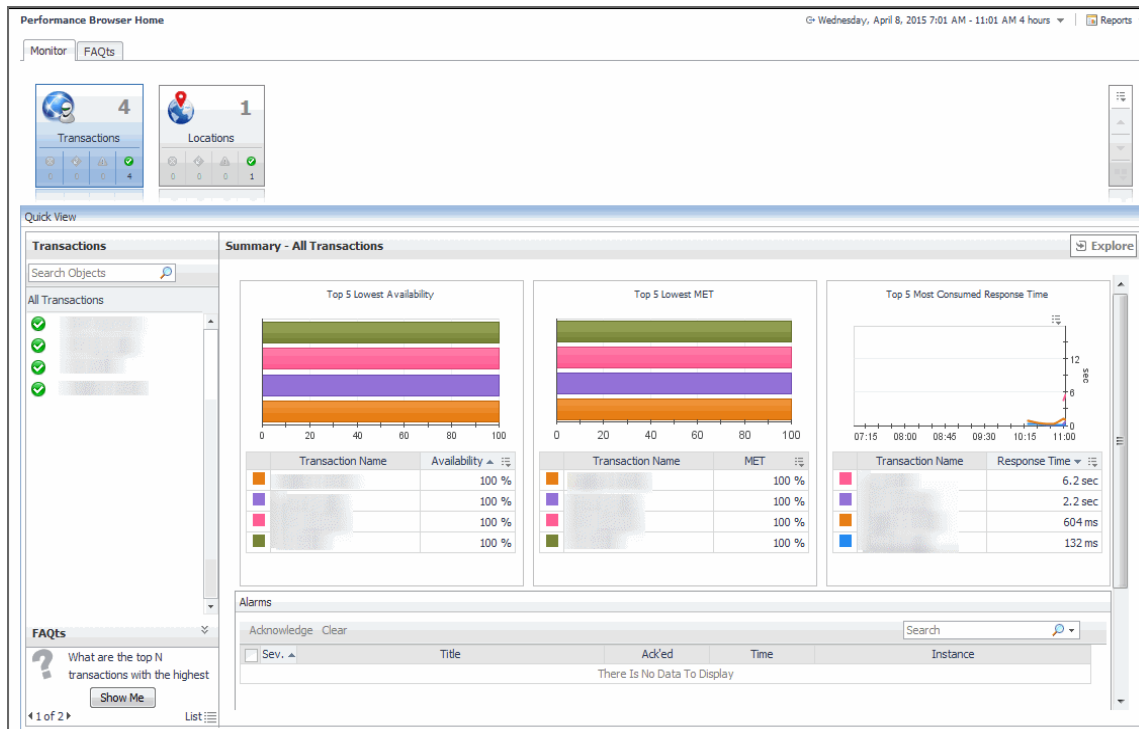 Performance Browser Home
Wednesday, April 8, 2015 7:01 AM - 11:01 AM 4 hours
Reports
Monitor FAQts
4 1
Transactions Locations
0 0 0 4 0 0 0 1
Quick View
Transactions
Search Objects
All Transactions
FAQts
What are the top N
transactions with the highest
Show Me
1 of 2 List
Summary - All Transactions Explore
Top 5 Lowest Availability
0 20 40 60 80 100
Transaction Name Availability
100 %
100 %
100 %
100 %
Top 5 Lowest MET
0 20 40 60 80 100
Transaction Name MET
100 %
100 %
100 %
100 %
Top 5 Most Consumed Response Time
12
sec
6
0
07:15 08:00 08:45 09:30 10:15 11:00
Transaction Name Response Time
6.2 sec
2.2 sec
604 ms
132 ms
Alarms
Acknowledge Clear Search
Sev. Title Ack'ed Time Instance
There Is No Data To Display